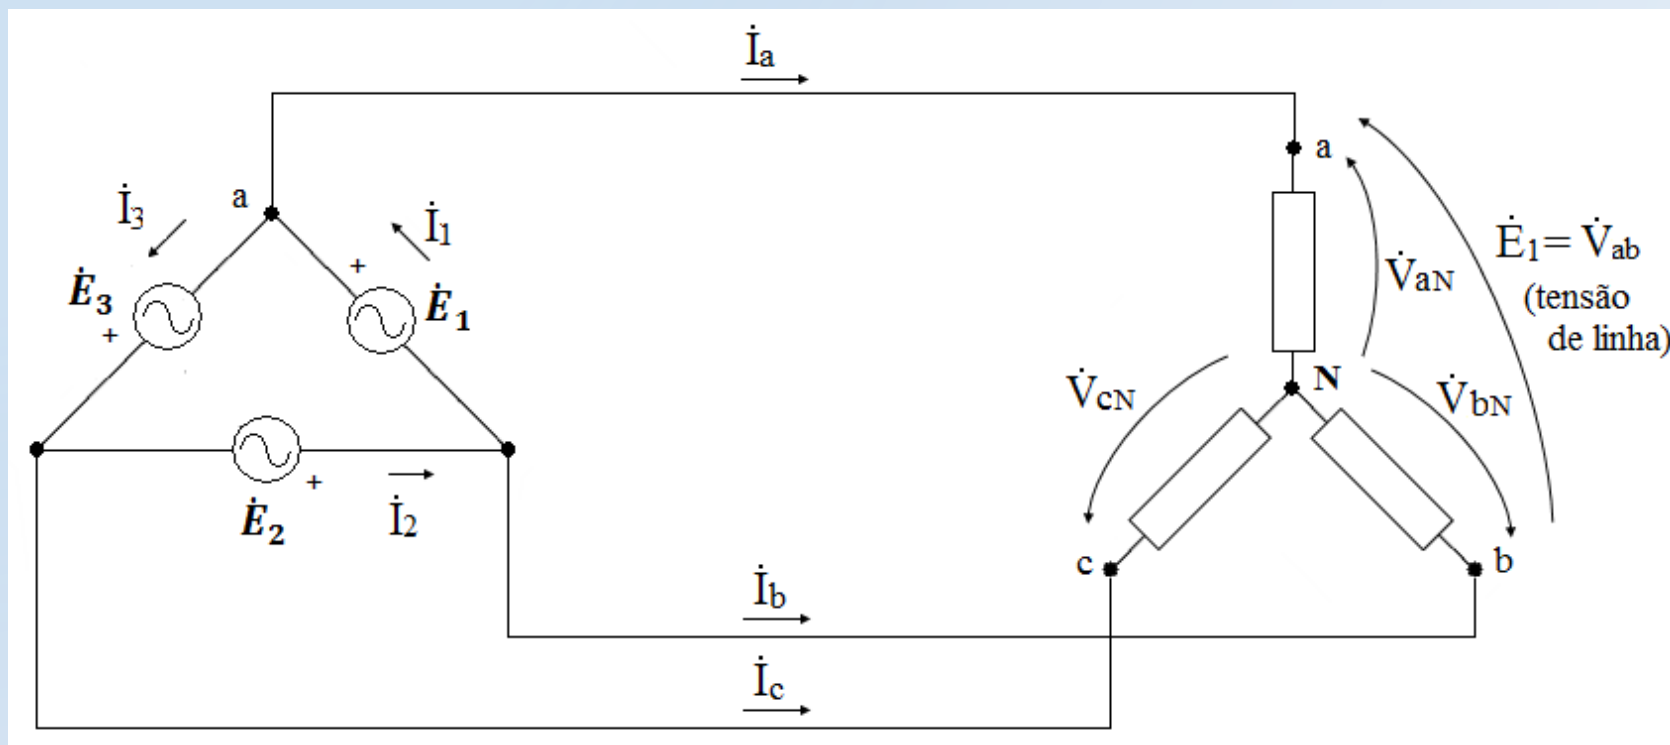 İa
a
a
İ3
İ1
Ė1= V̇ab
(tensão
de linha)
V̇aN
+
Ė3
Ė1
+
N
V̇cN
V̇bN
+
Ė2
İ2
c
b
İb
İc